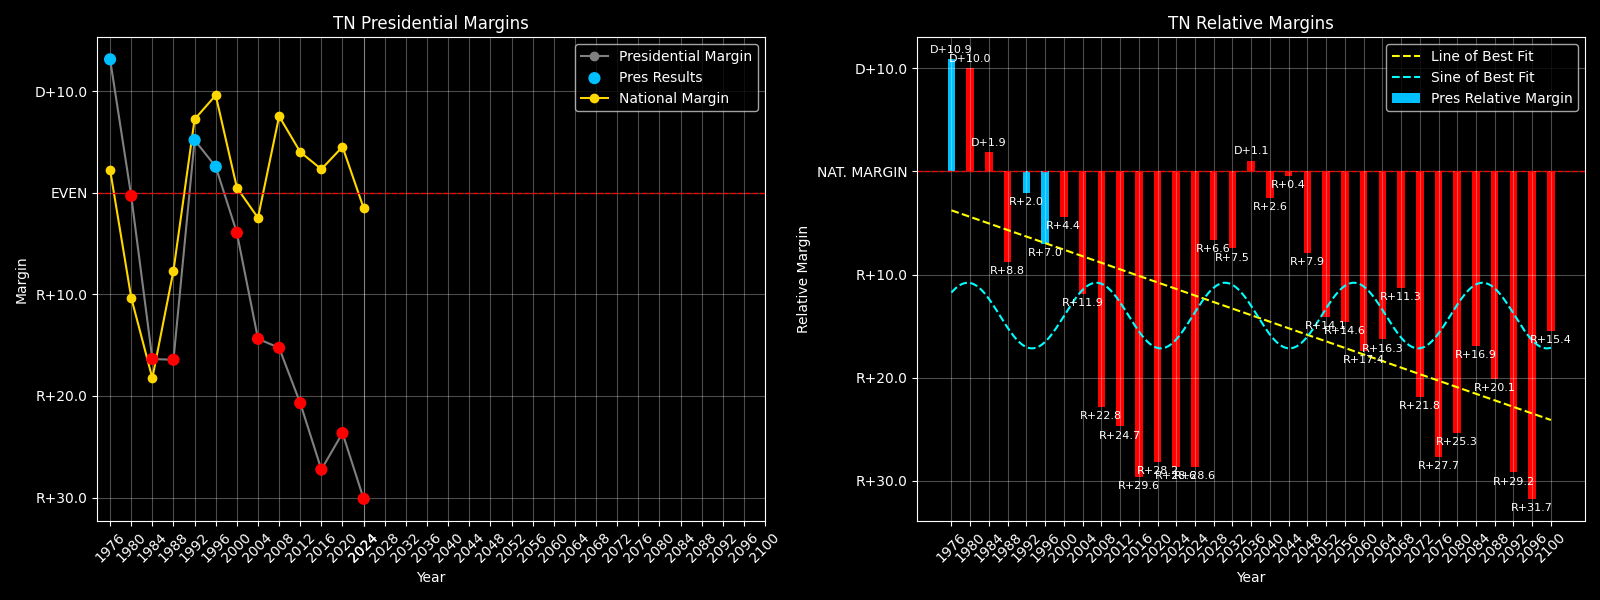 TN Presidential Margins
Presidential Margin
Pres Results
National Margin
D+10.0
EVEN
R+10.0
R+20.0
R+30.0
Margin
1976
1980
1984
1988
1992
1996
2000
2004
2008
2012
2016
2020
2024
2024
2028
2032
2036
2040
2044
2048
2052
2056
2060
2064
2068
2072
2076
2080
2084
2088
2092
2096
2100
Year
TN Relative Margins
Line of Best Fit
Sine of Best Fit
Pres Relative Margin
D+10.0
NAT. MARGIN
R+10.0
R+20.0
R+30.0
Relative Margin
D+10.9
D+10.0
D+1.9
R+8.8
R+2.0
R+7.0
R+4.4
R+11.9
R+22.8
R+24.7
R+29.6
R+28.2
R+28.6
R+28.6
R+6.6
R+7.5
D+1.1
R+2.6
R+0.4
R+7.9
R+14.1
R+14.6
R+17.4
R+16.3
R+11.3
R+21.8
R+27.7
R+25.3
R+16.9
R+20.1
R+29.2
R+31.7
R+15.4
1976
1980
1984
1988
1992
1996
2000
2004
2008
2012
2016
2020
2024
2024
2028
2032
2036
2040
2044
2048
2052
2056
2060
2064
2068
2072
2076
2080
2084
2088
2092
2096
2100
Year